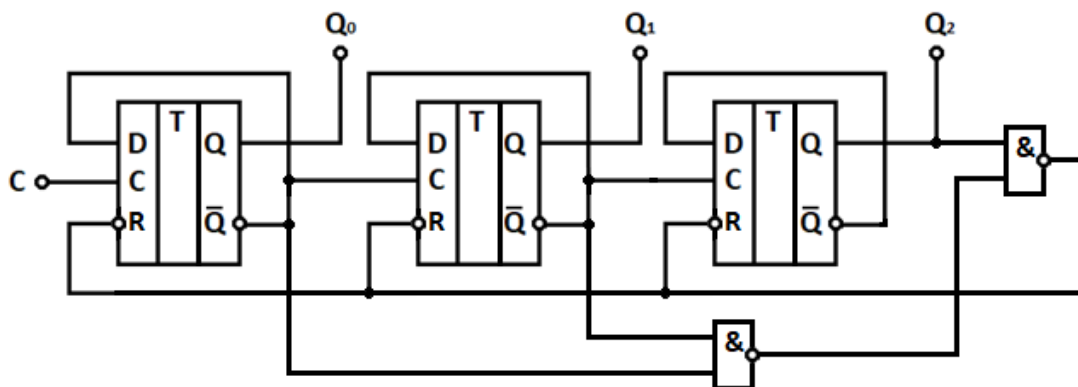 Q₀ Q₁ Q₂
D T Q D T Q D T Q &
C C C C
R Q̅ R Q̅ R Q̅
&